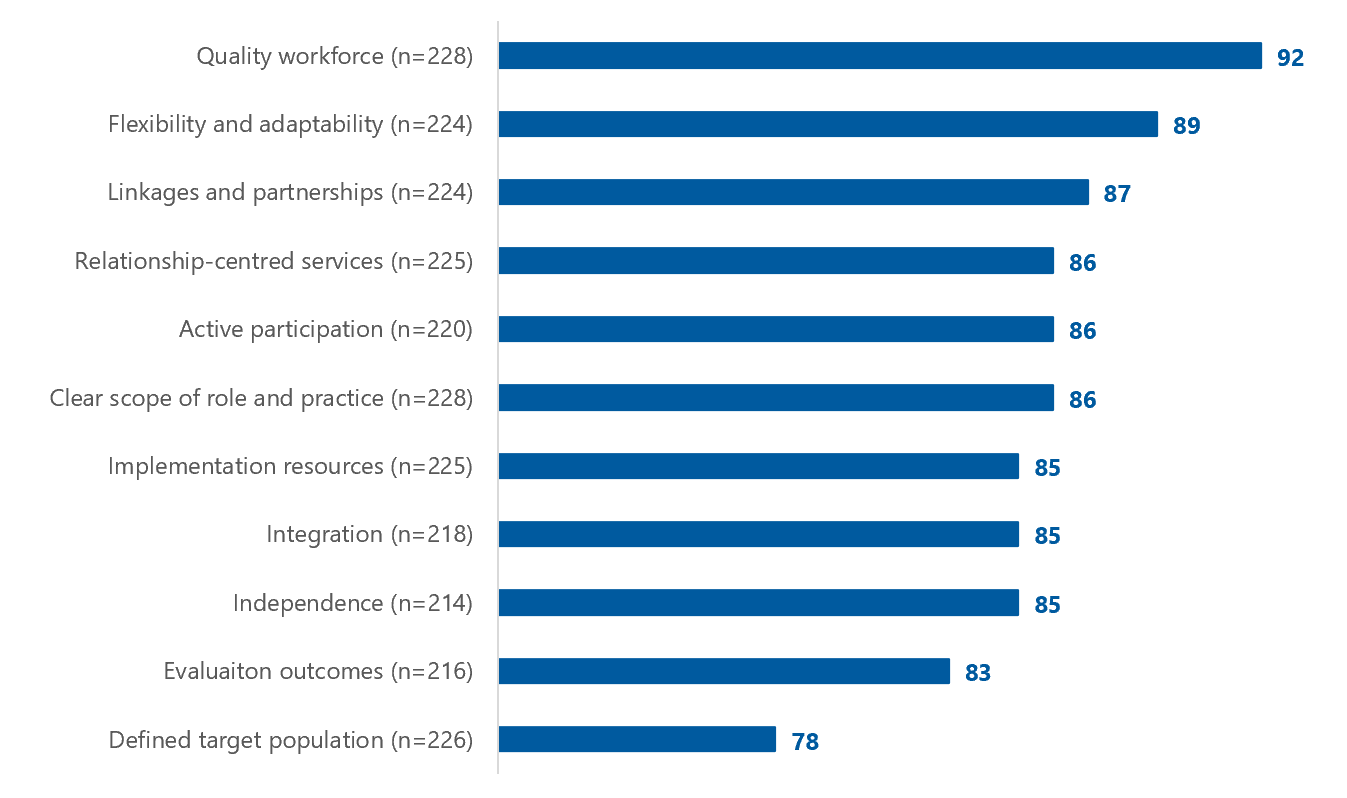 Quality workforce (n=228) 92
Flexibility and adaptability (n=224) 89
Linkages and partnerships (n=224) 87
Relationship-centred services (n=225) 86
Active participation (n=220) 86
Clear scope of role and practice (n=228) 86
Implementation resources (n=225) 85
Integration (n=218) 85
Independence (n=214) 85
Evaluaiton outcomes (n=216) 83
Defined target population (n=226) 78